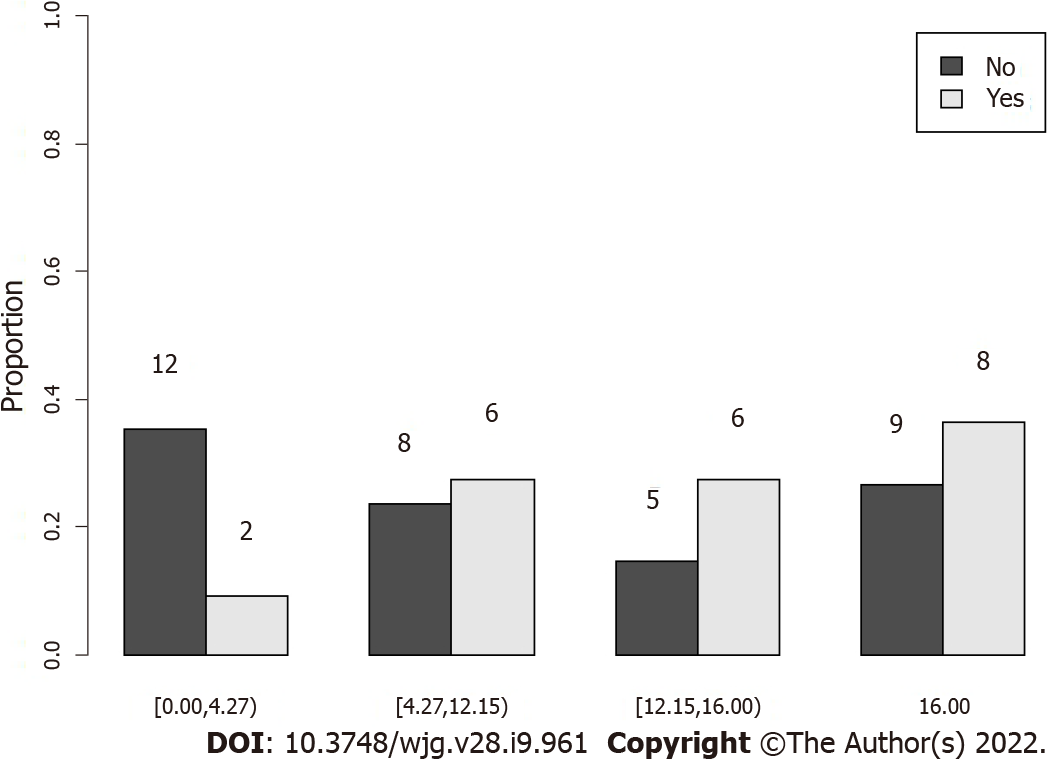 1.0
No
Yes
0.8
0.6
Proportion
12
8
0.4
6
6
8
9
5
0.2
2
0.0
[0.00,4.27) [4.27,12.15) [12.15,16.00) 16.00
DOI: 10.3748/wjg.v28.i9.961 Copyright ©The Author(s) 2022.